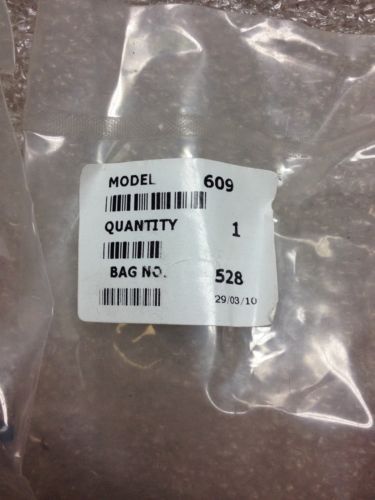 MODEL 609
QUANTITY 1
BAG NO. 528
29/03/10